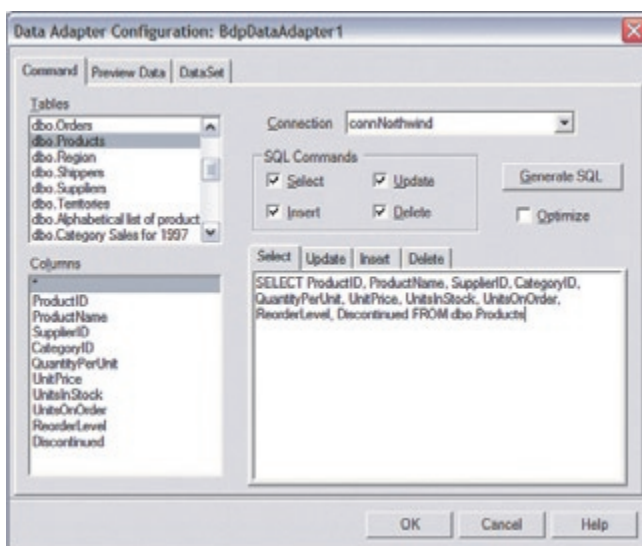 Data Adapter Configuration: BdpDataAdapter1
Command Preview Data DataSet
Tables
dbo.Orders
dbo.Products
dbo.Region
dbo.Shippers
dbo.Suppliers
dbo.Territories
dbo.Alphabetical list of product
dbo.Category Sales for 1997
Connection connNorthwind
SQL Commands
Select Update
Insert Delete
Generate SQL
Optimize
Columns
*
ProductID
ProductName
SupplierID
CategoryID
QuantityPerUnit
UnitPrice
UnitsInStock
UnitsOnOrder
ReorderLevel
Discontinued
Select Update Insert Delete
SELECT ProductID, ProductName, SupplierID, CategoryID,
QuantityPerUnit, UnitPrice, UnitsInStock, UnitsOnOrder,
ReorderLevel, Discontinued FROM dbo.Products
OK Cancel Help